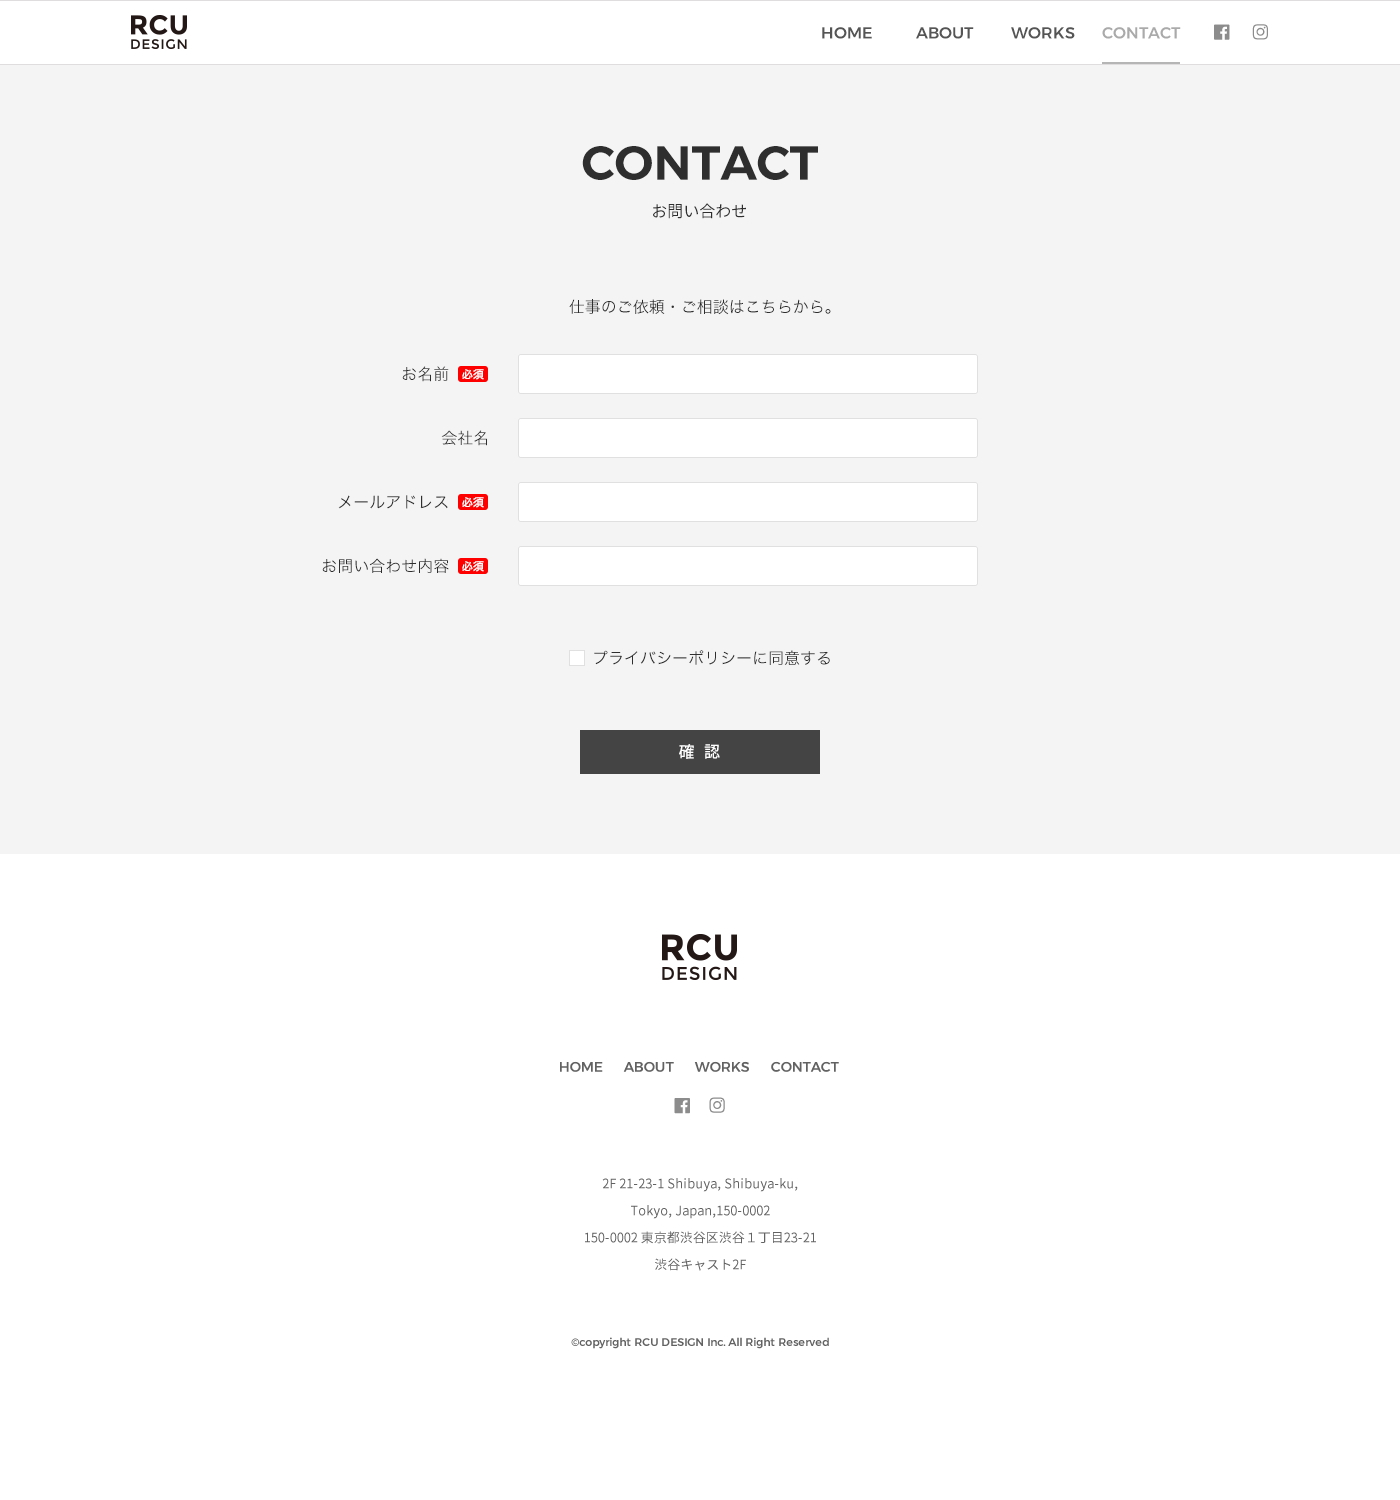 RCU
DESIGN
HOME ABOUT WORKS CONTACT
CONTACT
お問い合わせ
仕事のご依頼・ご相談はこちらから。
お名前 必須
会社名
メールアドレス 必須
お問い合わせ内容 必須
プライバシーポリシーに同意する
確認
RCU
DESIGN
HOME ABOUT WORKS CONTACT
2F 21-23-1 Shibuya, Shibuya-ku,
Tokyo, Japan,150-0002
150-0002 東京都渋谷区渋谷１丁目23-21
渋谷キャスト2F
©copyright RCU DESIGN Inc. All Right Reserved